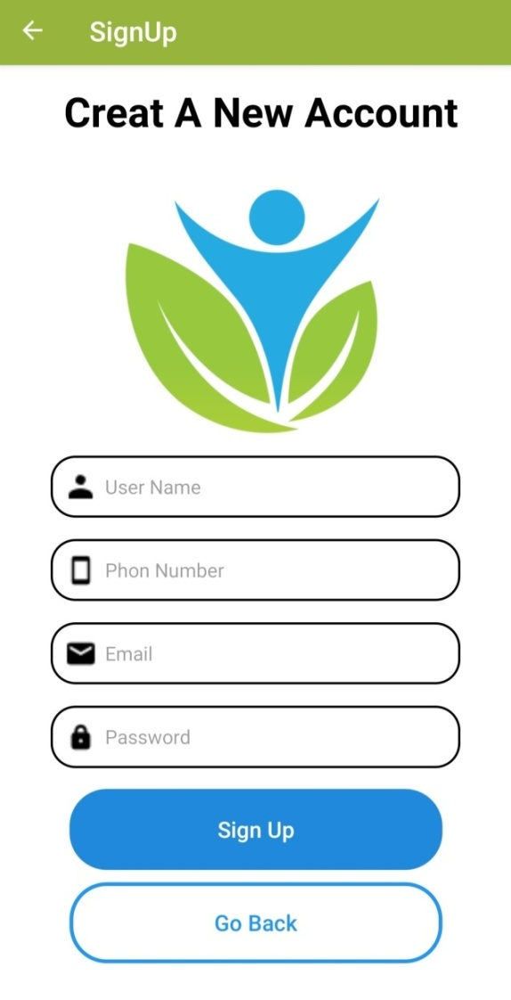 SignUp
Creat A New Account
User Name
Phon Number
Email
Password
Sign Up
Go Back